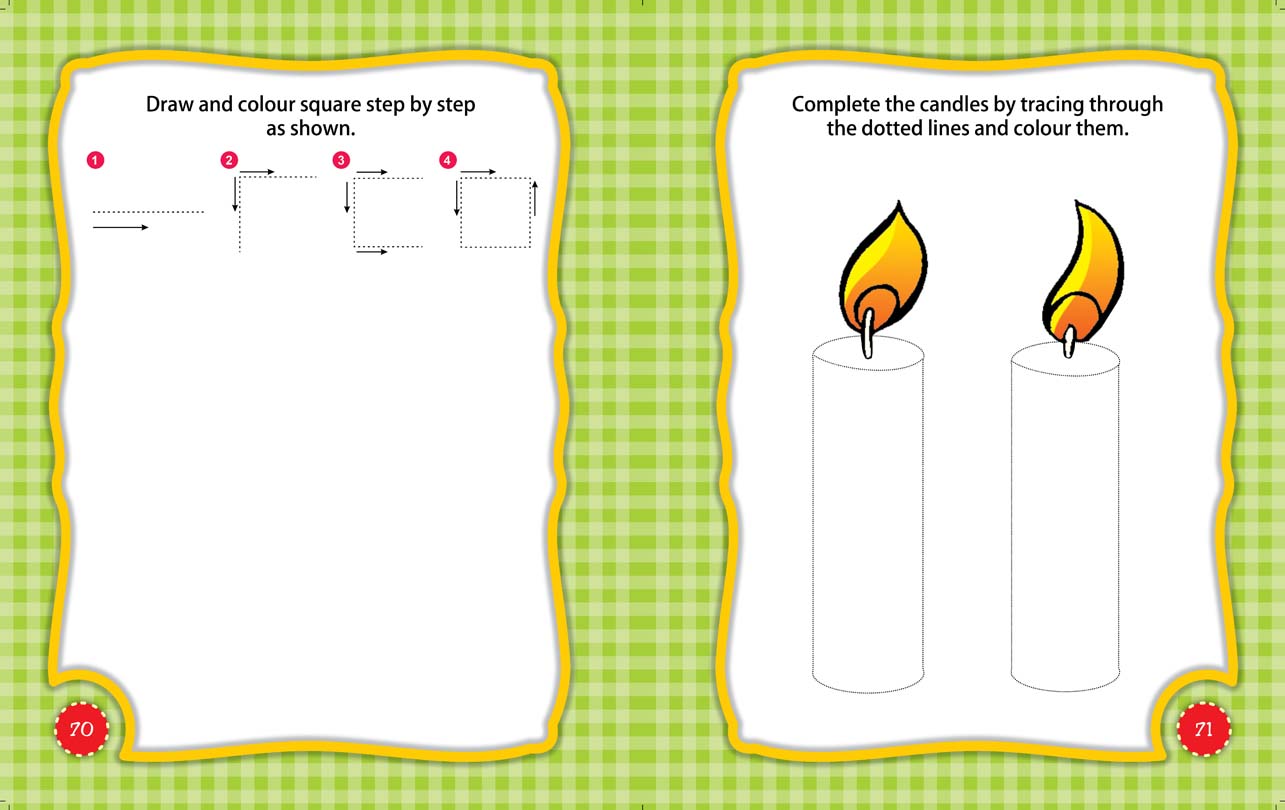 Draw and colour square step by step
as shown.
1 2 3 4
70
Complete the candles by tracing through
the dotted lines and colour them.
71